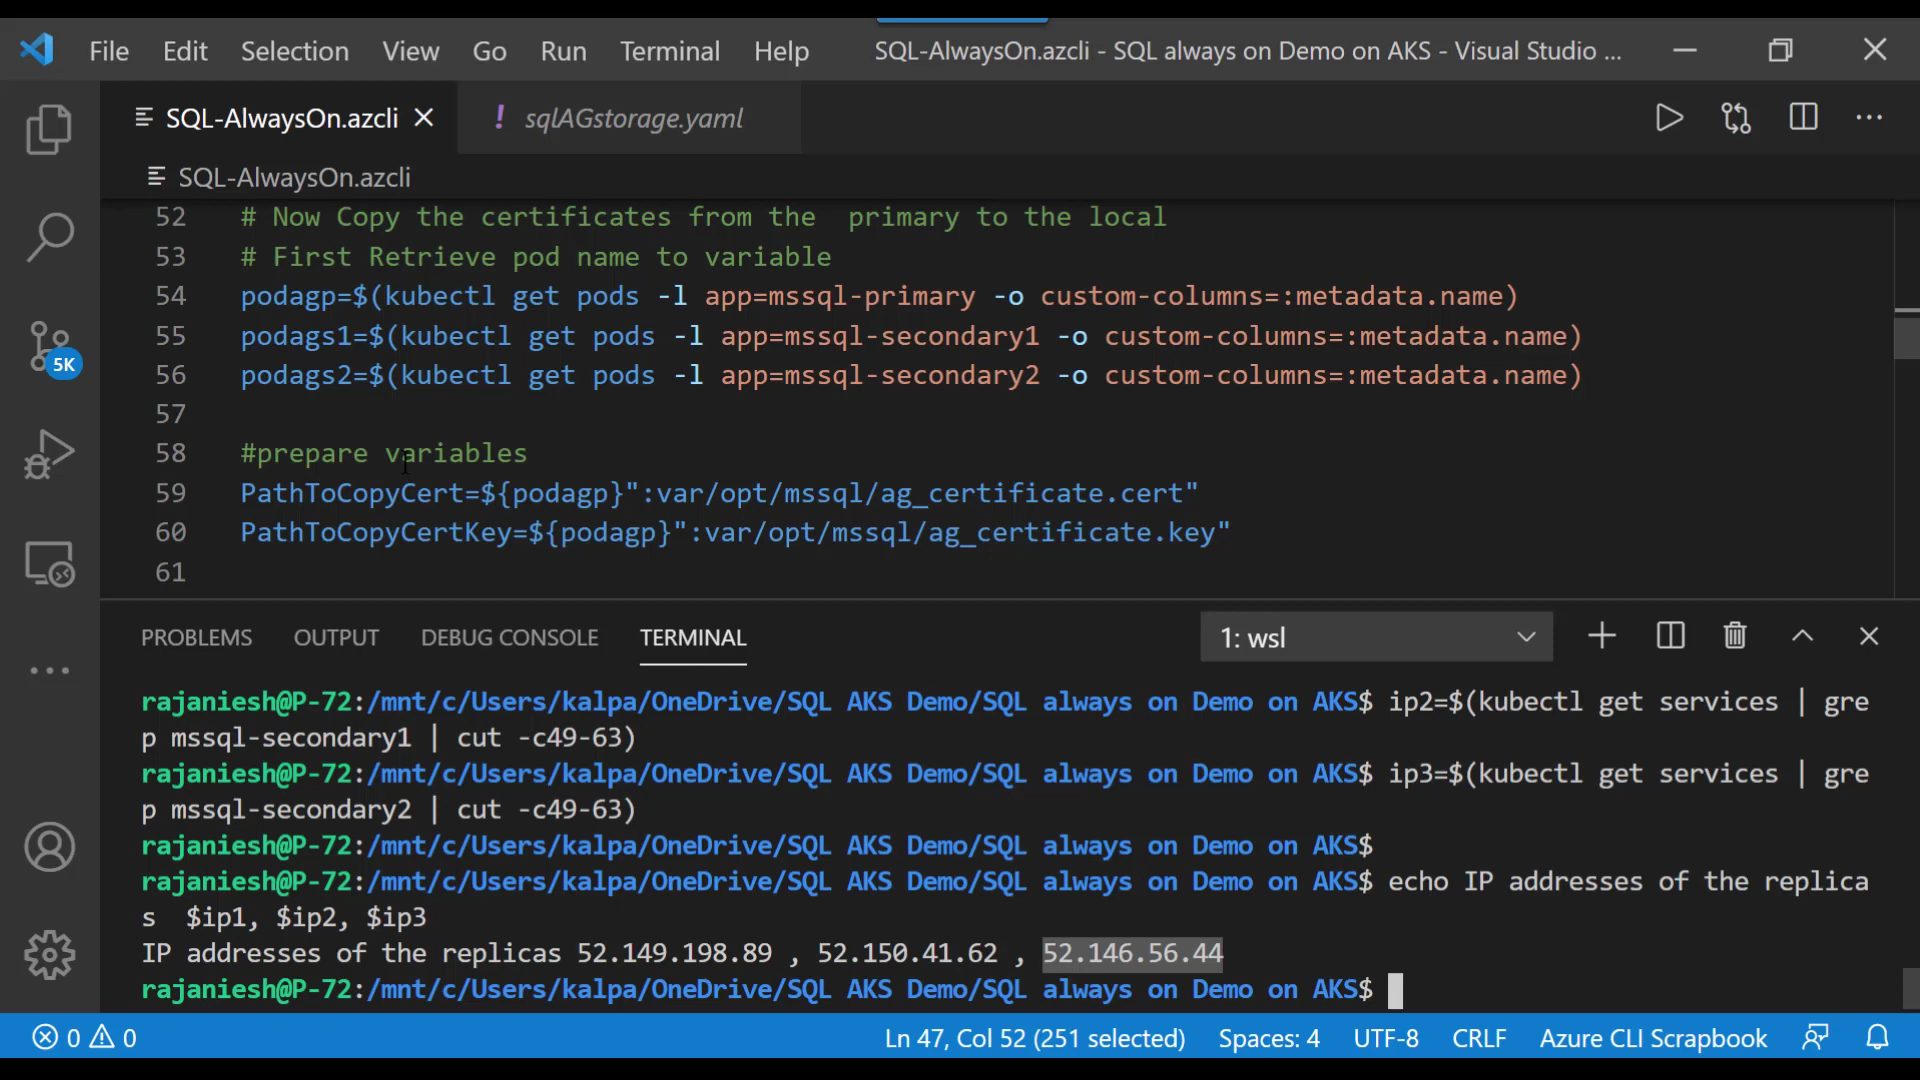 File Edit Selection View Go Run Terminal Help SQL-AlwaysOn.azcli - SQL always on Demo on AKS - Visual Studio ...
SQL-AlwaysOn.azcli ! sqlAGstorage.yaml
SQL-AlwaysOn.azcli
52 # Now Copy the certificates from the  primary to the local
53 # First Retrieve pod name to variable
54 podagp=$(kubectl get pods -l app=mssql-primary -o custom-columns=:metadata.name)
55 podags1=$(kubectl get pods -l app=mssql-secondary1 -o custom-columns=:metadata.name)
56 podags2=$(kubectl get pods -l app=mssql-secondary2 -o custom-columns=:metadata.name)
57
58 #prepare variables
59 PathToCopyCert=${podagp}":var/opt/mssql/ag_certificate.cert"
60 PathToCopyCertKey=${podagp}":var/opt/mssql/ag_certificate.key"
61
5K
PROBLEMS OUTPUT DEBUG CONSOLE TERMINAL 1: wsl
rajaniesh@P-72:/mnt/c/Users/kalpa/OneDrive/SQL AKS Demo/SQL always on Demo on AKS$ ip2=$(kubectl get services | gre
p mssql-secondary1 | cut -c49-63)
rajaniesh@P-72:/mnt/c/Users/kalpa/OneDrive/SQL AKS Demo/SQL always on Demo on AKS$ ip3=$(kubectl get services | gre
p mssql-secondary2 | cut -c49-63)
rajaniesh@P-72:/mnt/c/Users/kalpa/OneDrive/SQL AKS Demo/SQL always on Demo on AKS$
rajaniesh@P-72:/mnt/c/Users/kalpa/OneDrive/SQL AKS Demo/SQL always on Demo on AKS$ echo IP addresses of the replica
s  $ip1, $ip2, $ip3
IP addresses of the replicas 52.149.198.89 , 52.150.41.62 , 52.146.56.44
rajaniesh@P-72:/mnt/c/Users/kalpa/OneDrive/SQL AKS Demo/SQL always on Demo on AKS$
0 0 Ln 47, Col 52 (251 selected) Spaces: 4 UTF-8 CRLF Azure CLI Scrapbook